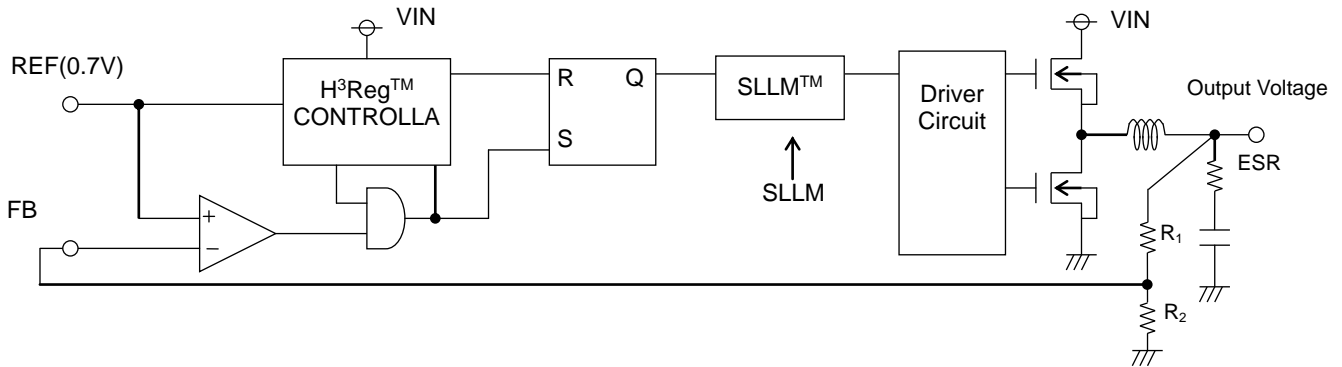 VIN
VIN
REF(0.7V)
H³Reg™
CONTROLLA
R
Q
S
SLLM™
SLLM
Driver
Circuit
Output Voltage
ESR
FB
+
−
R₁
R₂